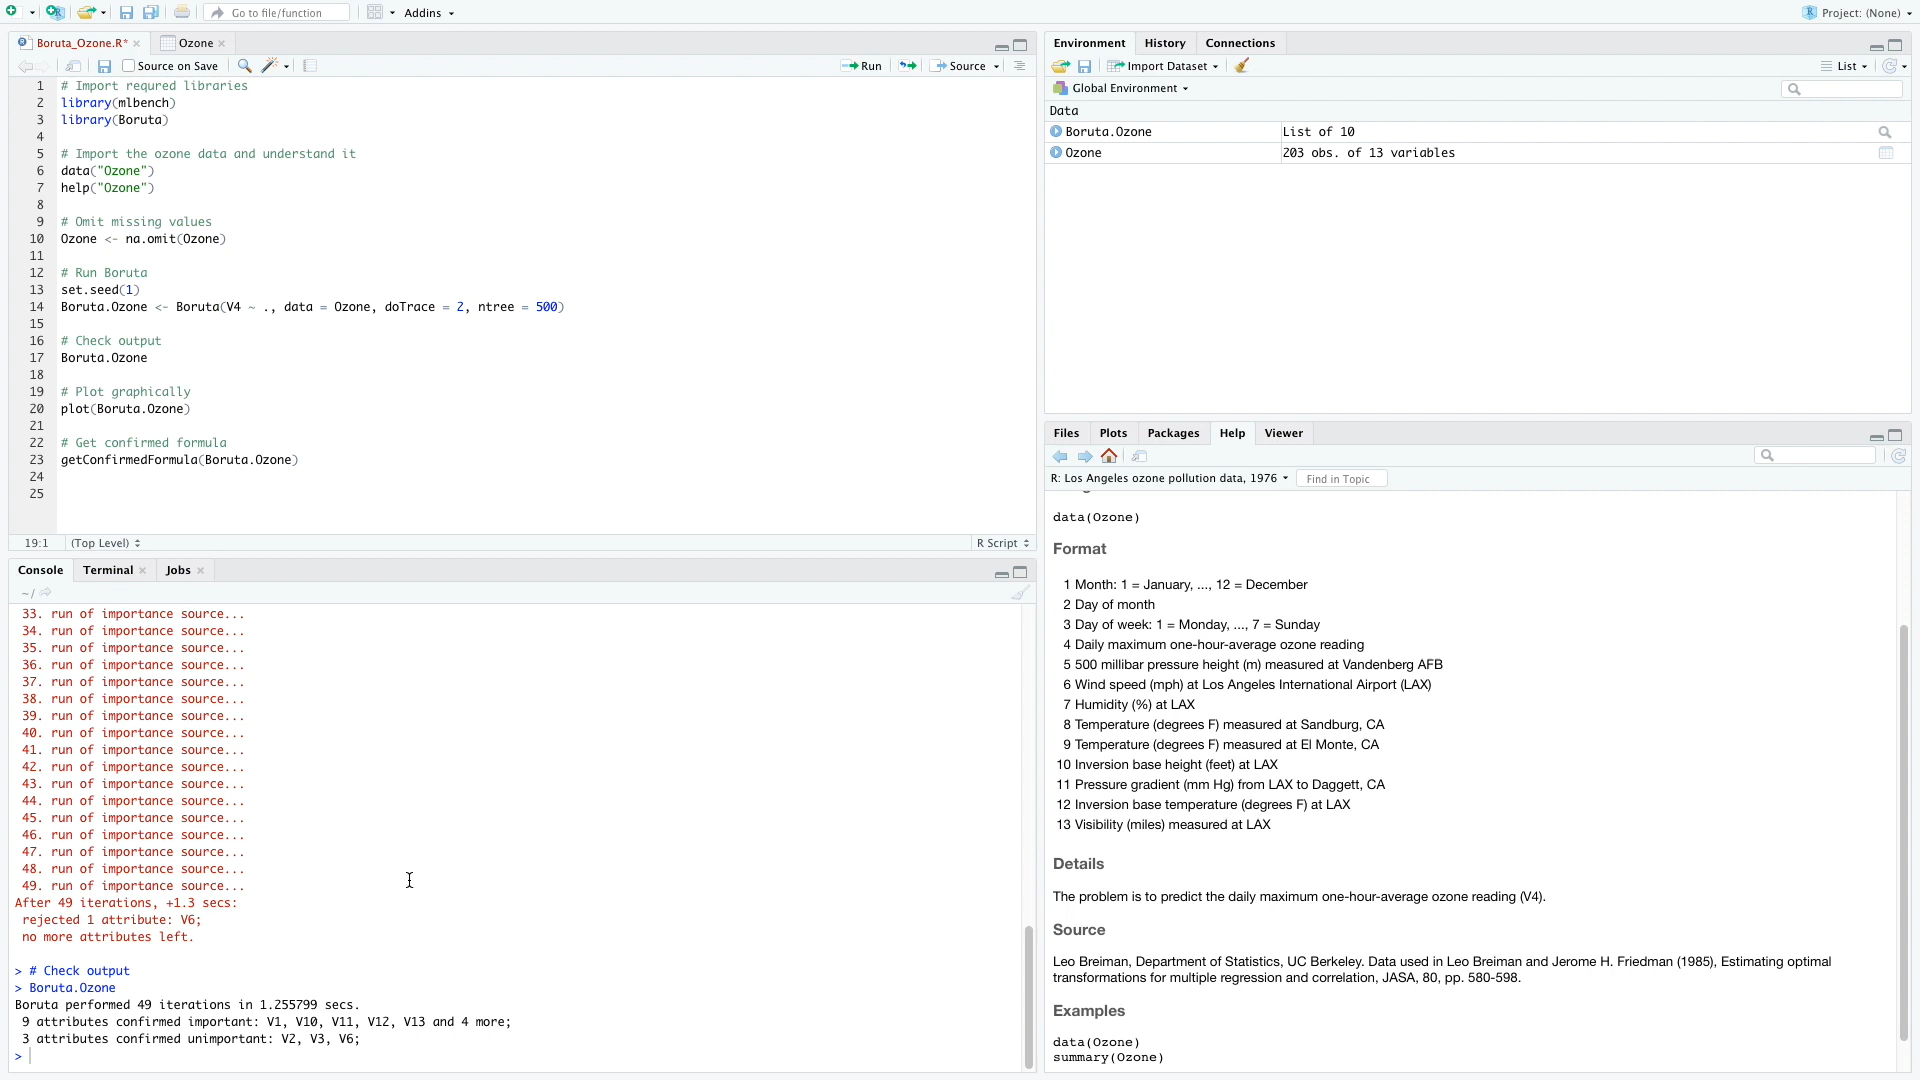 Go to file/function
Addins
Project: (None)
Boruta_Ozone.R*
Ozone
Source on Save
Run
Source
1 # Import requred libraries
2 library(mlbench)
3 library(Boruta)
4
5 # Import the ozone data and understand it
6 data("Ozone")
7 help("Ozone")
8
9 # Omit missing values
10 Ozone <- na.omit(Ozone)
11
12 # Run Boruta
13 set.seed(1)
14 Boruta.Ozone <- Boruta(V4 ~ ., data = Ozone, doTrace = 2, ntree = 500)
15
16 # Check output
17 Boruta.Ozone
18
19 # Plot graphically
20 plot(Boruta.Ozone)
21
22 # Get confirmed formula
23 getConfirmedFormula(Boruta.Ozone)
24
25
19:1 (Top Level) R Script
Console Terminal Jobs
~/
33. run of importance source...
34. run of importance source...
35. run of importance source...
36. run of importance source...
37. run of importance source...
38. run of importance source...
39. run of importance source...
40. run of importance source...
41. run of importance source...
42. run of importance source...
43. run of importance source...
44. run of importance source...
45. run of importance source...
46. run of importance source...
47. run of importance source...
48. run of importance source...
49. run of importance source...
After 49 iterations, +1.3 secs:
rejected 1 attribute: V6;
no more attributes left.
> # Check output
> Boruta.Ozone
Boruta performed 49 iterations in 1.255799 secs.
9 attributes confirmed important: V1, V10, V11, V12, V13 and 4 more;
3 attributes confirmed unimportant: V2, V3, V6;
>
Environment History Connections
Import Dataset List
Global Environment
Data
Boruta.Ozone List of 10
Ozone 203 obs. of 13 variables
Files Plots Packages Help Viewer
R: Los Angeles ozone pollution data, 1976 Find in Topic
data(Ozone)
Format
1 Month: 1 = January, ..., 12 = December
2 Day of month
3 Day of week: 1 = Monday, ..., 7 = Sunday
4 Daily maximum one-hour-average ozone reading
5 500 millibar pressure height (m) measured at Vandenberg AFB
6 Wind speed (mph) at Los Angeles International Airport (LAX)
7 Humidity (%) at LAX
8 Temperature (degrees F) measured at Sandburg, CA
9 Temperature (degrees F) measured at El Monte, CA
10 Inversion base height (feet) at LAX
11 Pressure gradient (mm Hg) from LAX to Daggett, CA
12 Inversion base temperature (degrees F) at LAX
13 Visibility (miles) measured at LAX
Details
The problem is to predict the daily maximum one-hour-average ozone reading (V4).
Source
Leo Breiman, Department of Statistics, UC Berkeley. Data used in Leo Breiman and Jerome H. Friedman (1985), Estimating optimal
transformations for multiple regression and correlation, JASA, 80, pp. 580-598.
Examples
data(Ozone)
summary(Ozone)